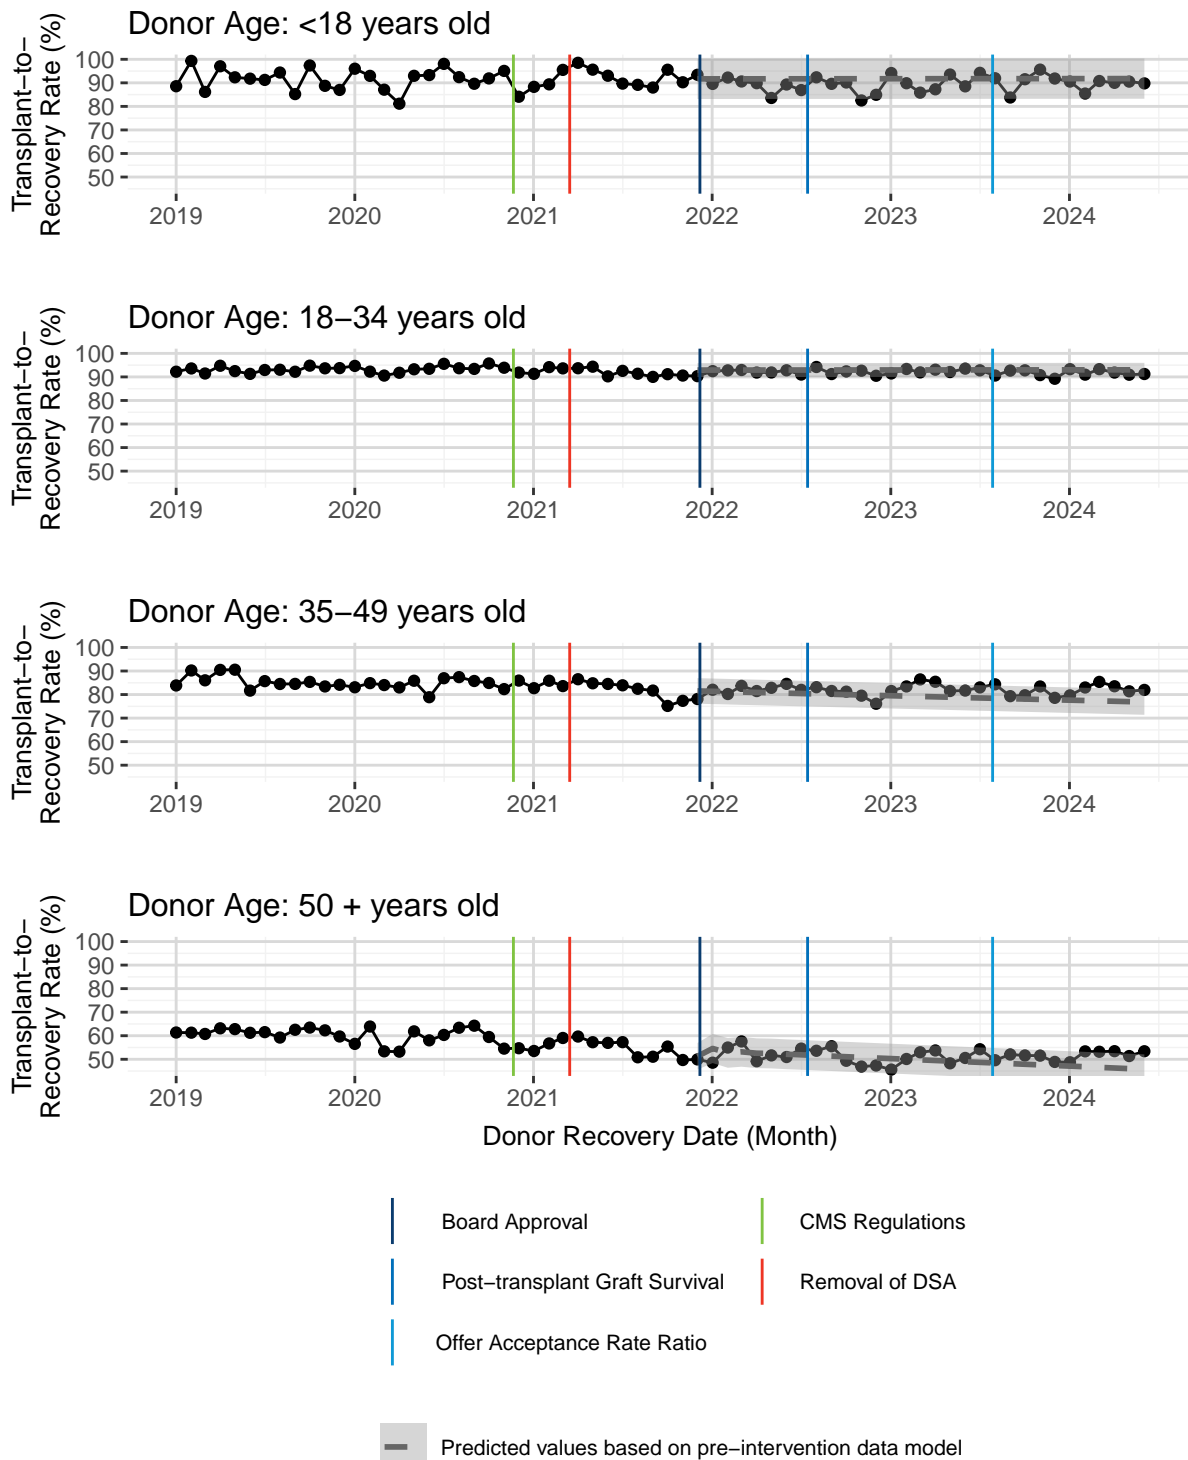 Donor Age: <18 years old
Transplant−to−
Recovery Rate (%)
100
90
80
70
60
50
2019
2020
2021
2022
2023
2024
Donor Age: 18−34 years old
Transplant−to−
Recovery Rate (%)
100
90
80
70
60
50
2019
2020
2021
2022
2023
2024
Donor Age: 35−49 years old
Transplant−to−
Recovery Rate (%)
100
90
80
70
60
50
2019
2020
2021
2022
2023
2024
Donor Age: 50 + years old
Transplant−to−
Recovery Rate (%)
100
90
80
70
60
50
2019
2020
2021
2022
2023
2024
Donor Recovery Date (Month)
Board Approval
CMS Regulations
Post−transplant Graft Survival
Removal of DSA
Offer Acceptance Rate Ratio
Predicted values based on pre−intervention data model